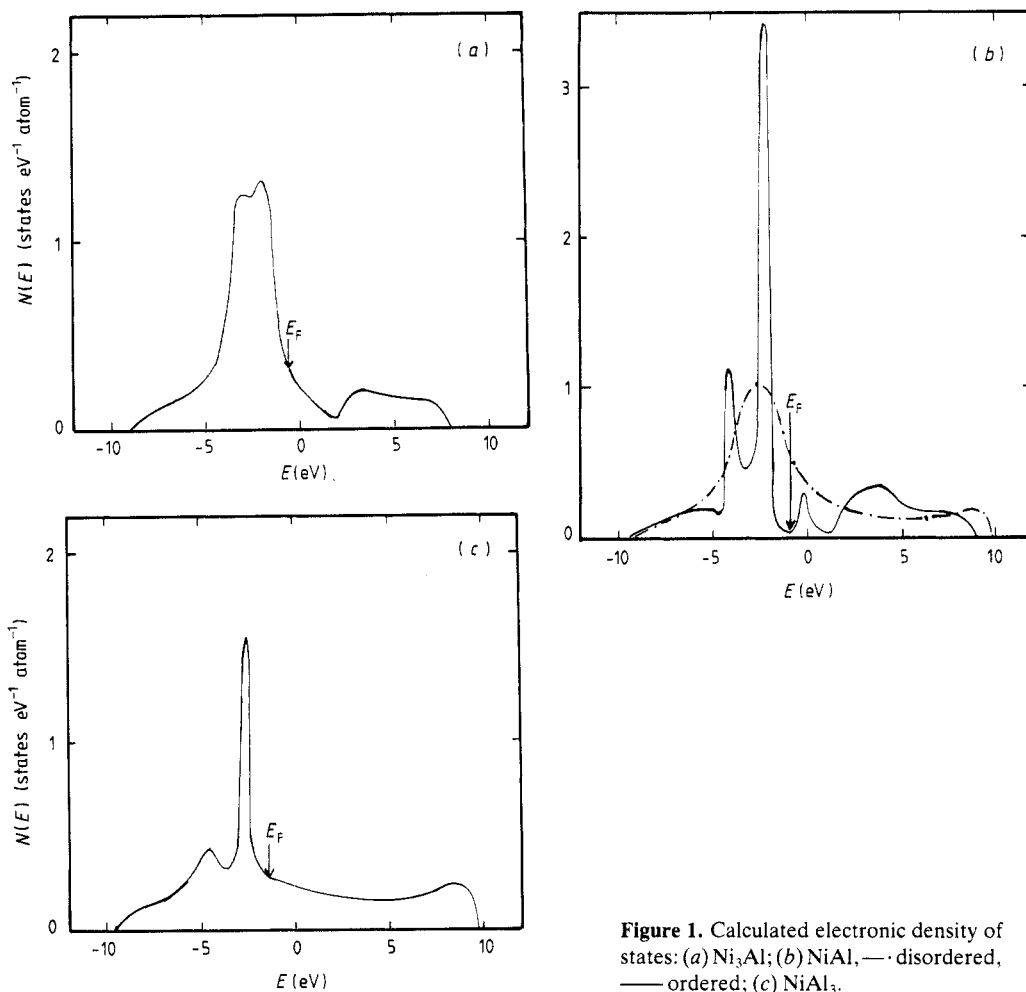 (a)
2
1
0
N(E) (states eV⁻¹ atom⁻¹)
E_F
-10
-5
0
5
10
E(eV)
(b)
3
2
1
0
E_F
-10
-5
0
5
10
E(eV)
(c)
2
1
0
N(E) (states eV⁻¹ atom⁻¹)
E_F
-10
-5
0
5
10
E(eV)
Figure 1. Calculated electronic density of
states: (a) Ni₃Al; (b) NiAl, —· disordered,
—— ordered; (c) NiAl₃.